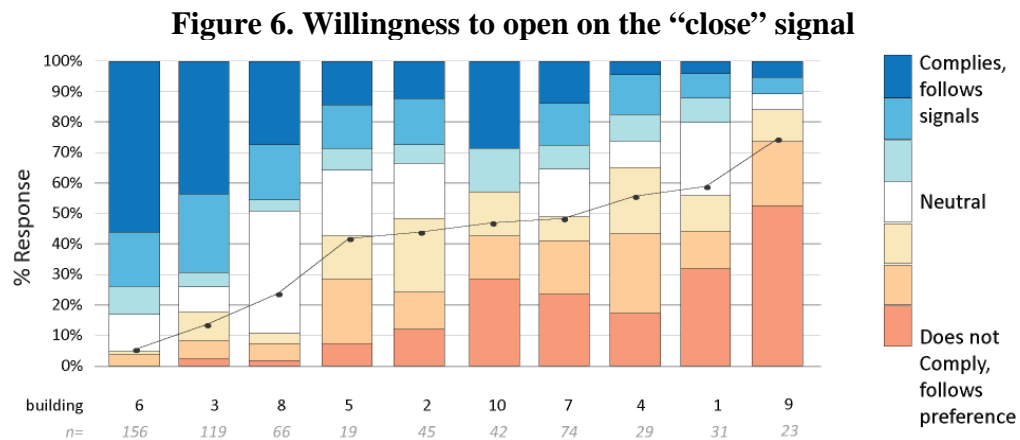 Figure 6. Willingness to open on the “close” signal
100%
90%
80%
70%
60%
50%
40%
30%
20%
10%
0%
% Response
building 6 3 8 5 2 10 7 4 1 9
n= 156 119 66 19 45 42 74 29 31 23
Complies,
follows
signals
Neutral
Does not
Comply,
follows
preference